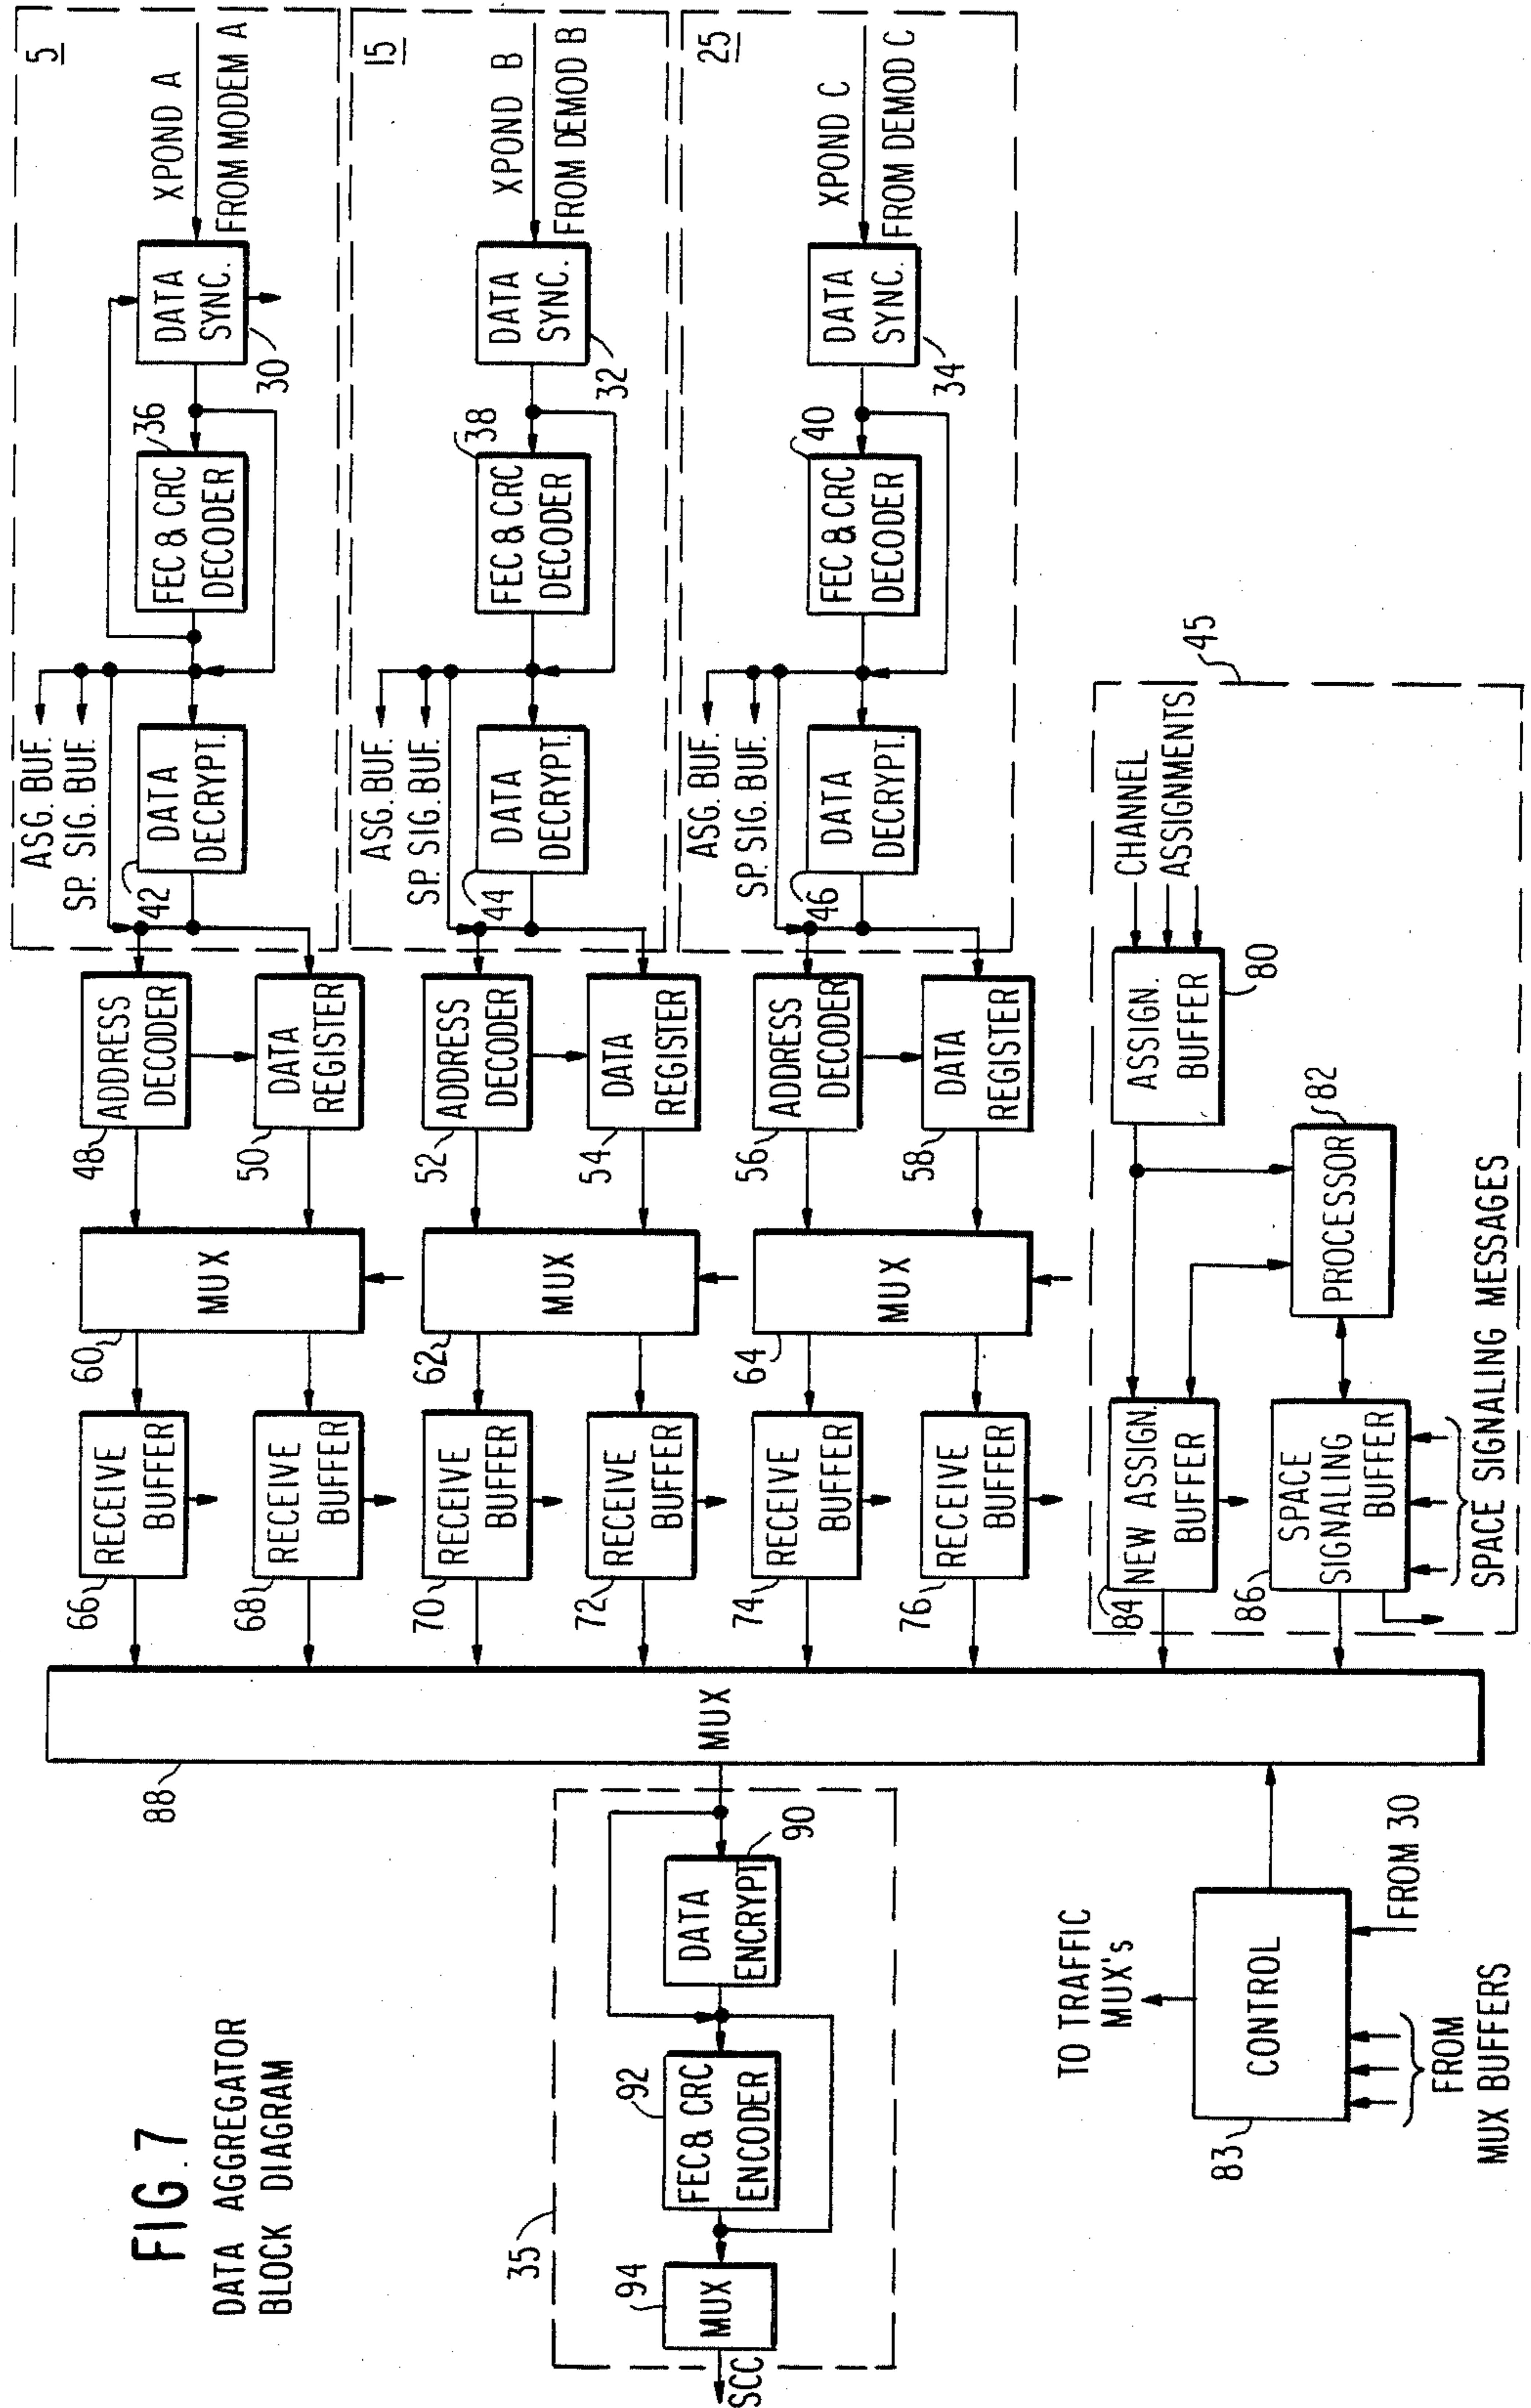 FIG. 7
DATA AGGREGATOR
BLOCK DIAGRAM
5
XPOND A
FROM MODEM A
DATA
SYNC.
30
36
FEC & CRC
DECODER
ASG. BUF.
SP. SIG. BUF.
DATA
DECRYPT.
42
ADDRESS
DECODER
48
DATA
REGISTER
50
MUX
60
RECEIVE
BUFFER
66
RECEIVE
BUFFER
68
15
XPOND B
FROM DEMOD B
DATA
SYNC.
32
38
FEC & CRC
DECODER
ASG. BUF.
SP. SIG. BUF.
DATA
DECRYPT.
44
ADDRESS
DECODER
52
DATA
REGISTER
54
MUX
62
RECEIVE
BUFFER
70
RECEIVE
BUFFER
72
25
XPOND C
FROM DEMOD C
DATA
SYNC.
34
40
FEC & CRC
DECODER
ASG. BUF.
SP. SIG. BUF.
DATA
DECRYPT.
46
ADDRESS
DECODER
56
DATA
REGISTER
58
MUX
64
RECEIVE
BUFFER
74
RECEIVE
BUFFER
76
45
CHANNEL
ASSIGNMENTS
ASSIGN.
BUFFER
80
PROCESSOR
82
NEW ASSIGN.
BUFFER
84
SPACE
SIGNALING
BUFFER
86
SPACE SIGNALING MESSAGES
MUX
88
35
DATA
ENCRYPT
90
92
FEC & CRC
ENCODER
94
MUX
SCC
TO TRAFFIC
MUX's
CONTROL
83
FROM 30
FROM
MUX BUFFERS